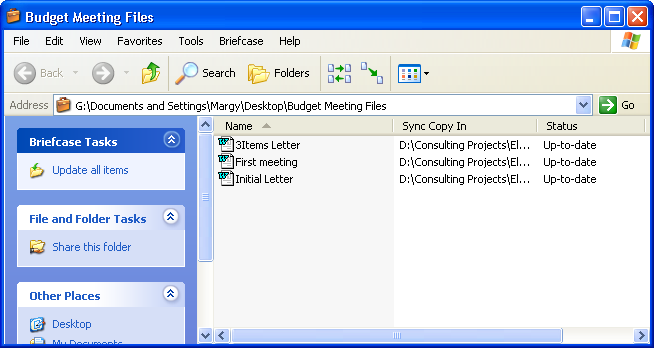 Budget Meeting Files
File Edit View Favorites Tools Briefcase Help
Back Search Folders
Address G:\Documents and Settings\Margy\Desktop\Budget Meeting Files Go
Briefcase Tasks
Update all items
File and Folder Tasks
Share this folder
Other Places
Desktop
My Documents
Name Sync Copy In Status
3Items Letter D:\Consulting Projects\El... Up-to-date
First meeting D:\Consulting Projects\El... Up-to-date
Initial Letter D:\Consulting Projects\El... Up-to-date